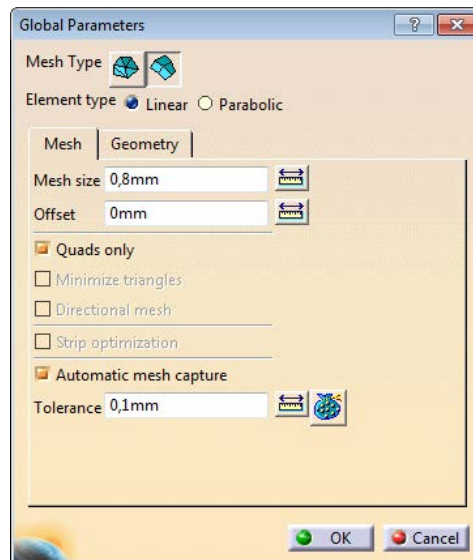 Global Parameters
Mesh Type
Element type Linear Parabolic
Mesh Geometry
Mesh size 0,8mm
Offset 0mm
Quads only
Minimize triangles
Directional mesh
Strip optimization
Automatic mesh capture
Tolerance 0,1mm
OK Cancel